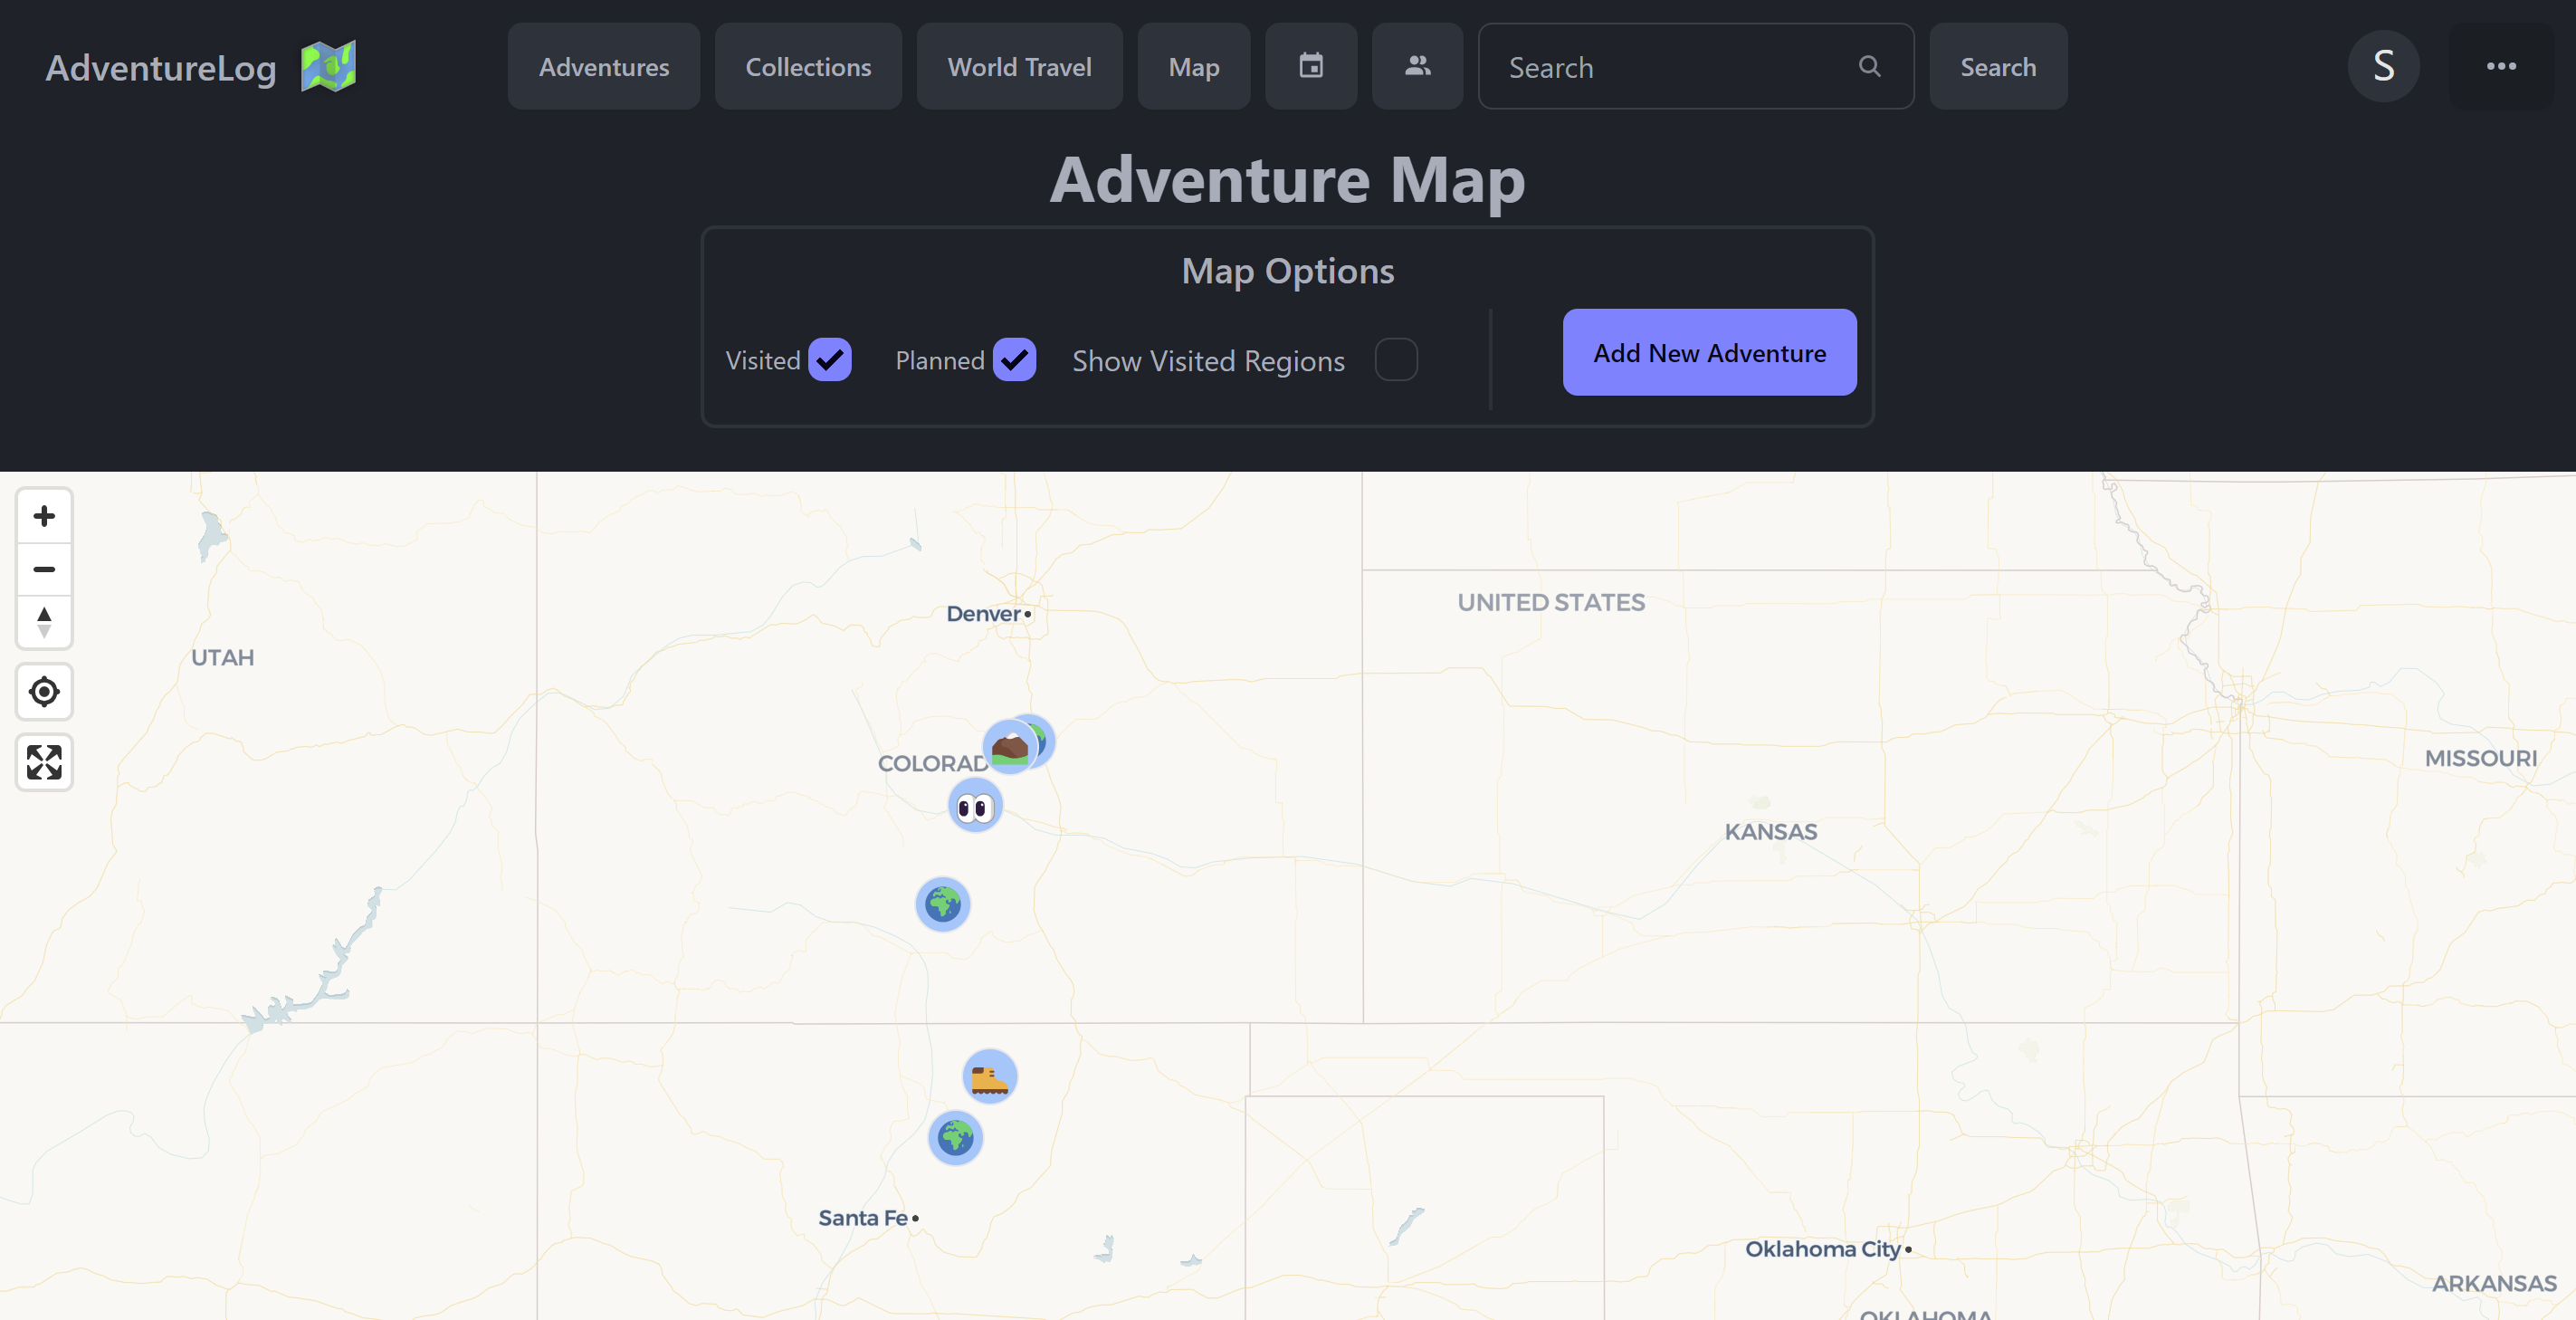 AdventureLog
Adventures
Collections
World Travel
Map
Search
Search
S
Adventure Map
Map Options
Visited
Planned
Show Visited Regions
Add New Adventure
Denver
UNITED STATES
UTAH
COLORAD
MISSOURI
KANSAS
Santa Fe
Oklahoma City
ARKANSAS
OKLAHOMA